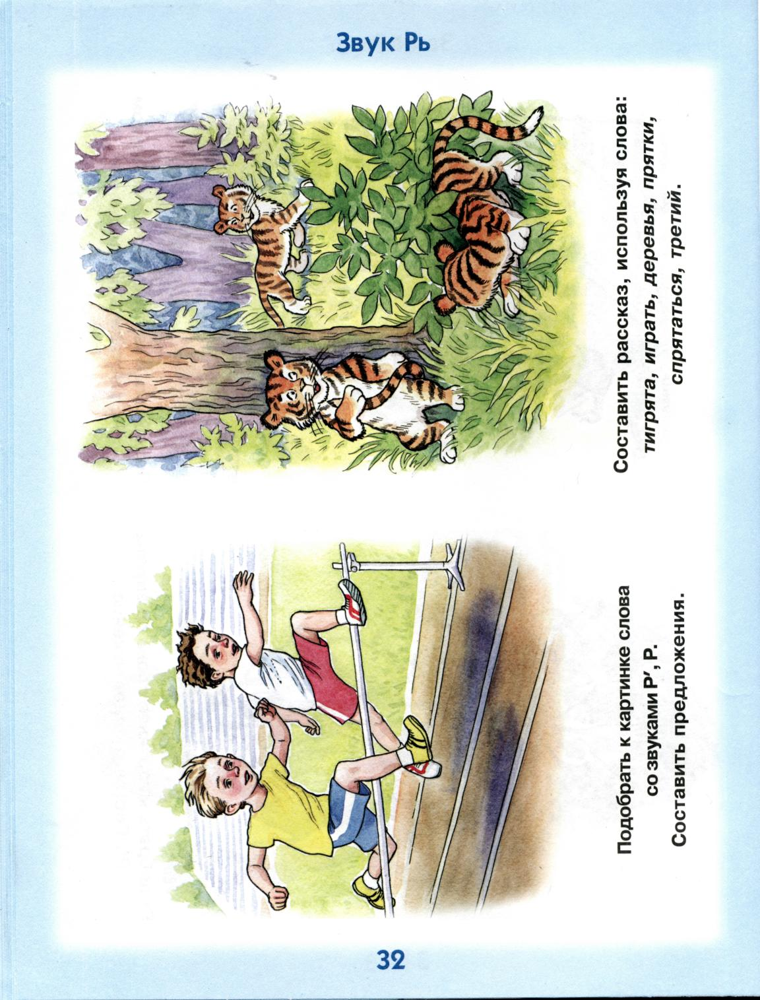 Звук Рь
Подобрать к картинке слова
со звуками Р′, Р.
Составить предложения.
Составить рассказ, используя слова:
тигрята, играть, деревья, прятки,
спрятаться, третий.
32